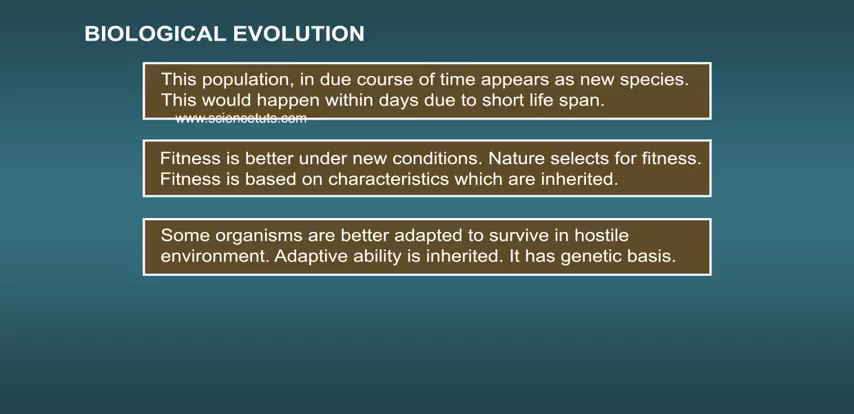 BIOLOGICAL EVOLUTION
This population, in due course of time appears as new species.
This would happen within days due to short life span.
www.sciencetuts.com
Fitness is better under new conditions. Nature selects for fitness.
Fitness is based on characteristics which are inherited.
Some organisms are better adapted to survive in hostile
environment. Adaptive ability is inherited. It has genetic basis.